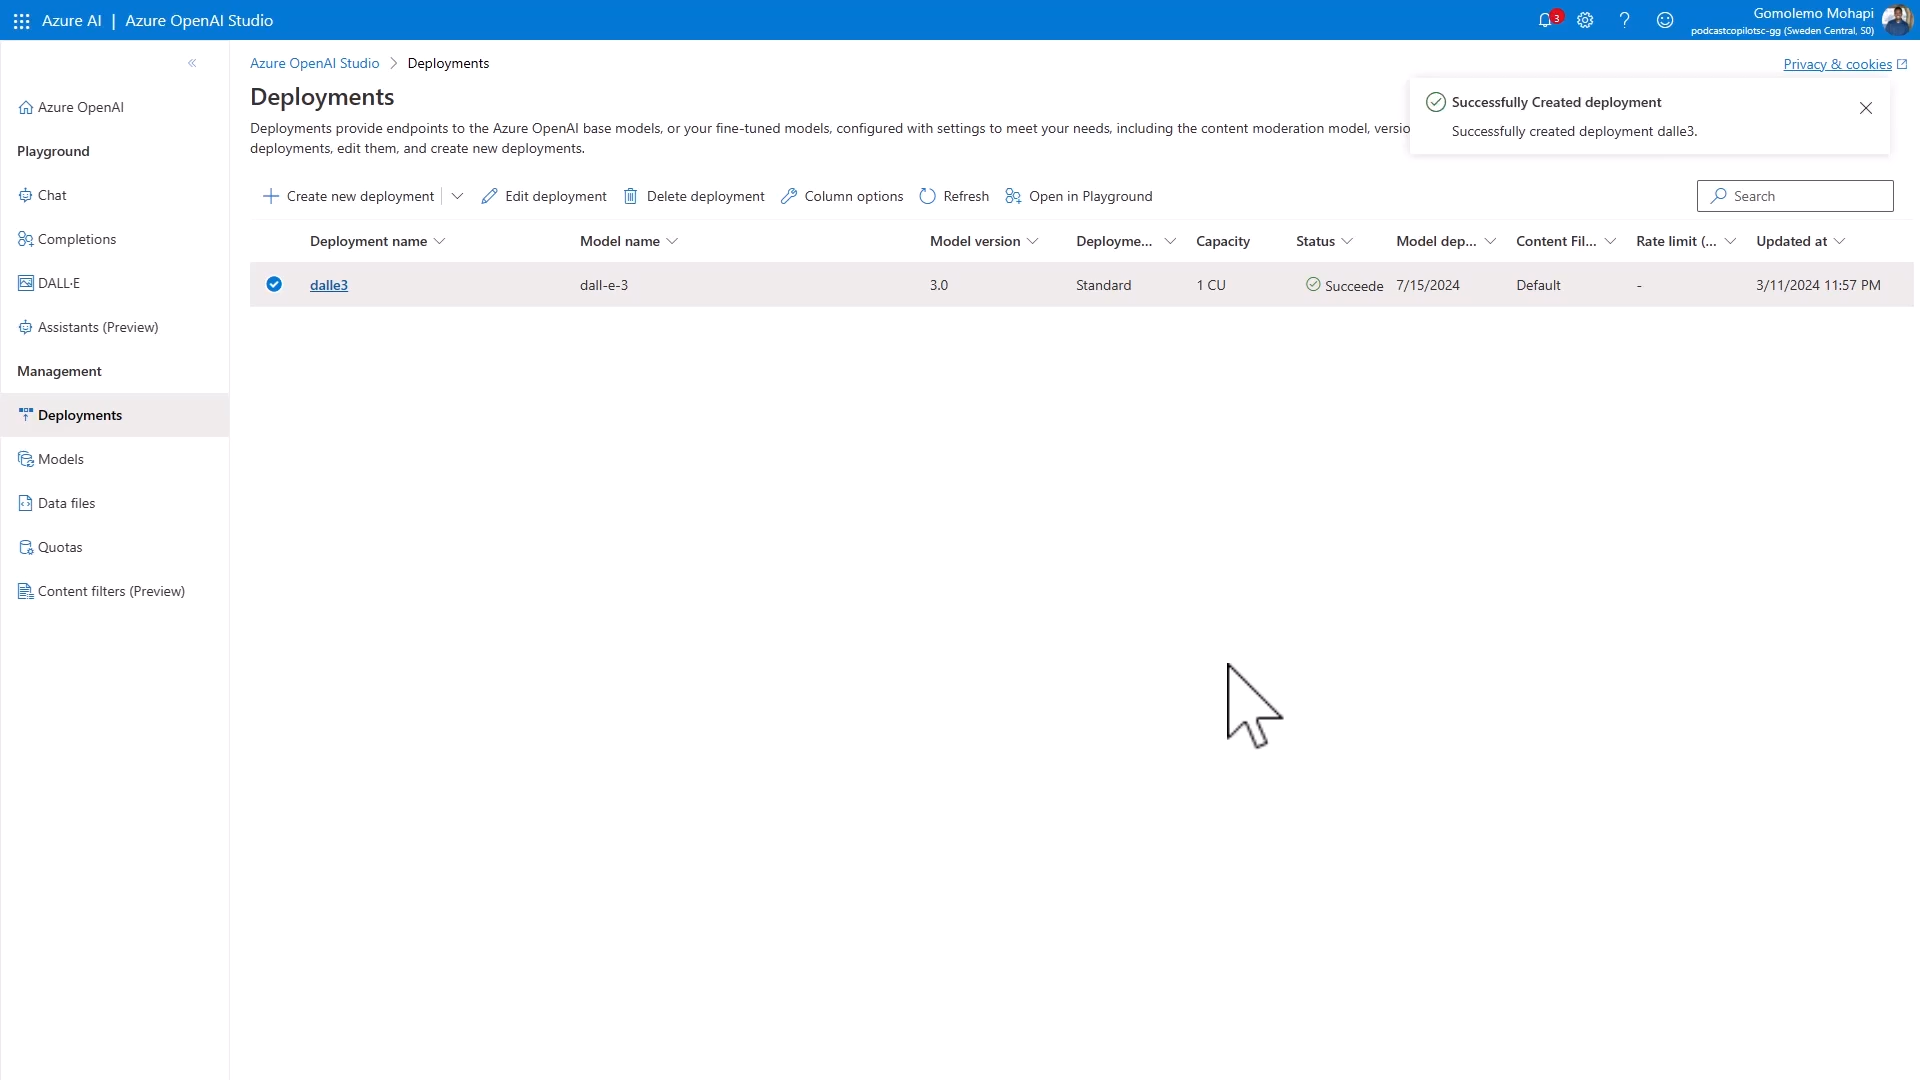 Azure AI | Azure OpenAI Studio
3
Gomolemo Mohapi
podcastcopilotsc-gg (Sweden Central, S0)
Azure OpenAI Studio > Deployments
Privacy & cookies
Deployments
Deployments provide endpoints to the Azure OpenAI base models, or your fine-tuned models, configured with settings to meet your needs, including the content moderation model, versio
deployments, edit them, and create new deployments.
Successfully Created deployment
Successfully created deployment dalle3.
Azure OpenAI
Playground
Chat
Completions
DALL·E
Assistants (Preview)
Management
Deployments
Models
Data files
Quotas
Content filters (Preview)
Create new deployment Edit deployment Delete deployment Column options Refresh Open in Playground Search
Deployment name Model name Model version Deployme... Capacity Status Model dep... Content Fil... Rate limit (... Updated at
dalle3 dall-e-3 3.0 Standard 1 CU Succeede 7/15/2024 Default - 3/11/2024 11:57 PM